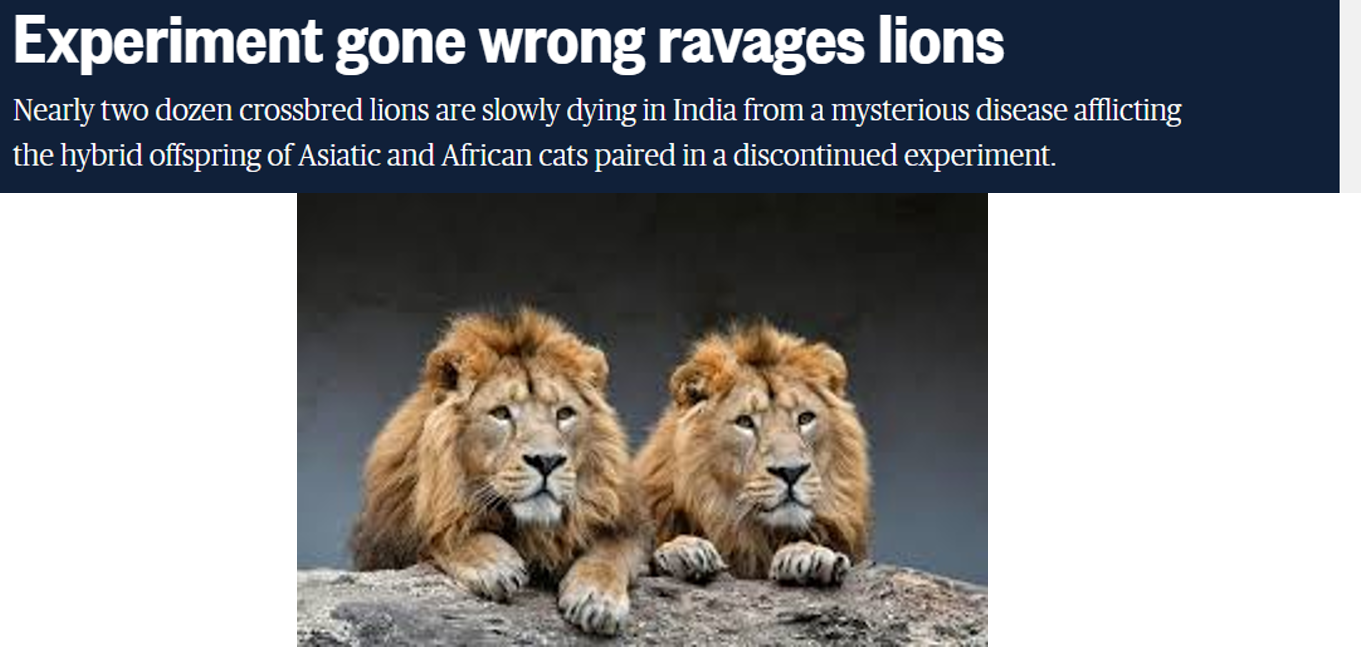 Experiment gone wrong ravages lions
Nearly two dozen crossbred lions are slowly dying in India from a mysterious disease afflicting
the hybrid offspring of Asiatic and African cats paired in a discontinued experiment.